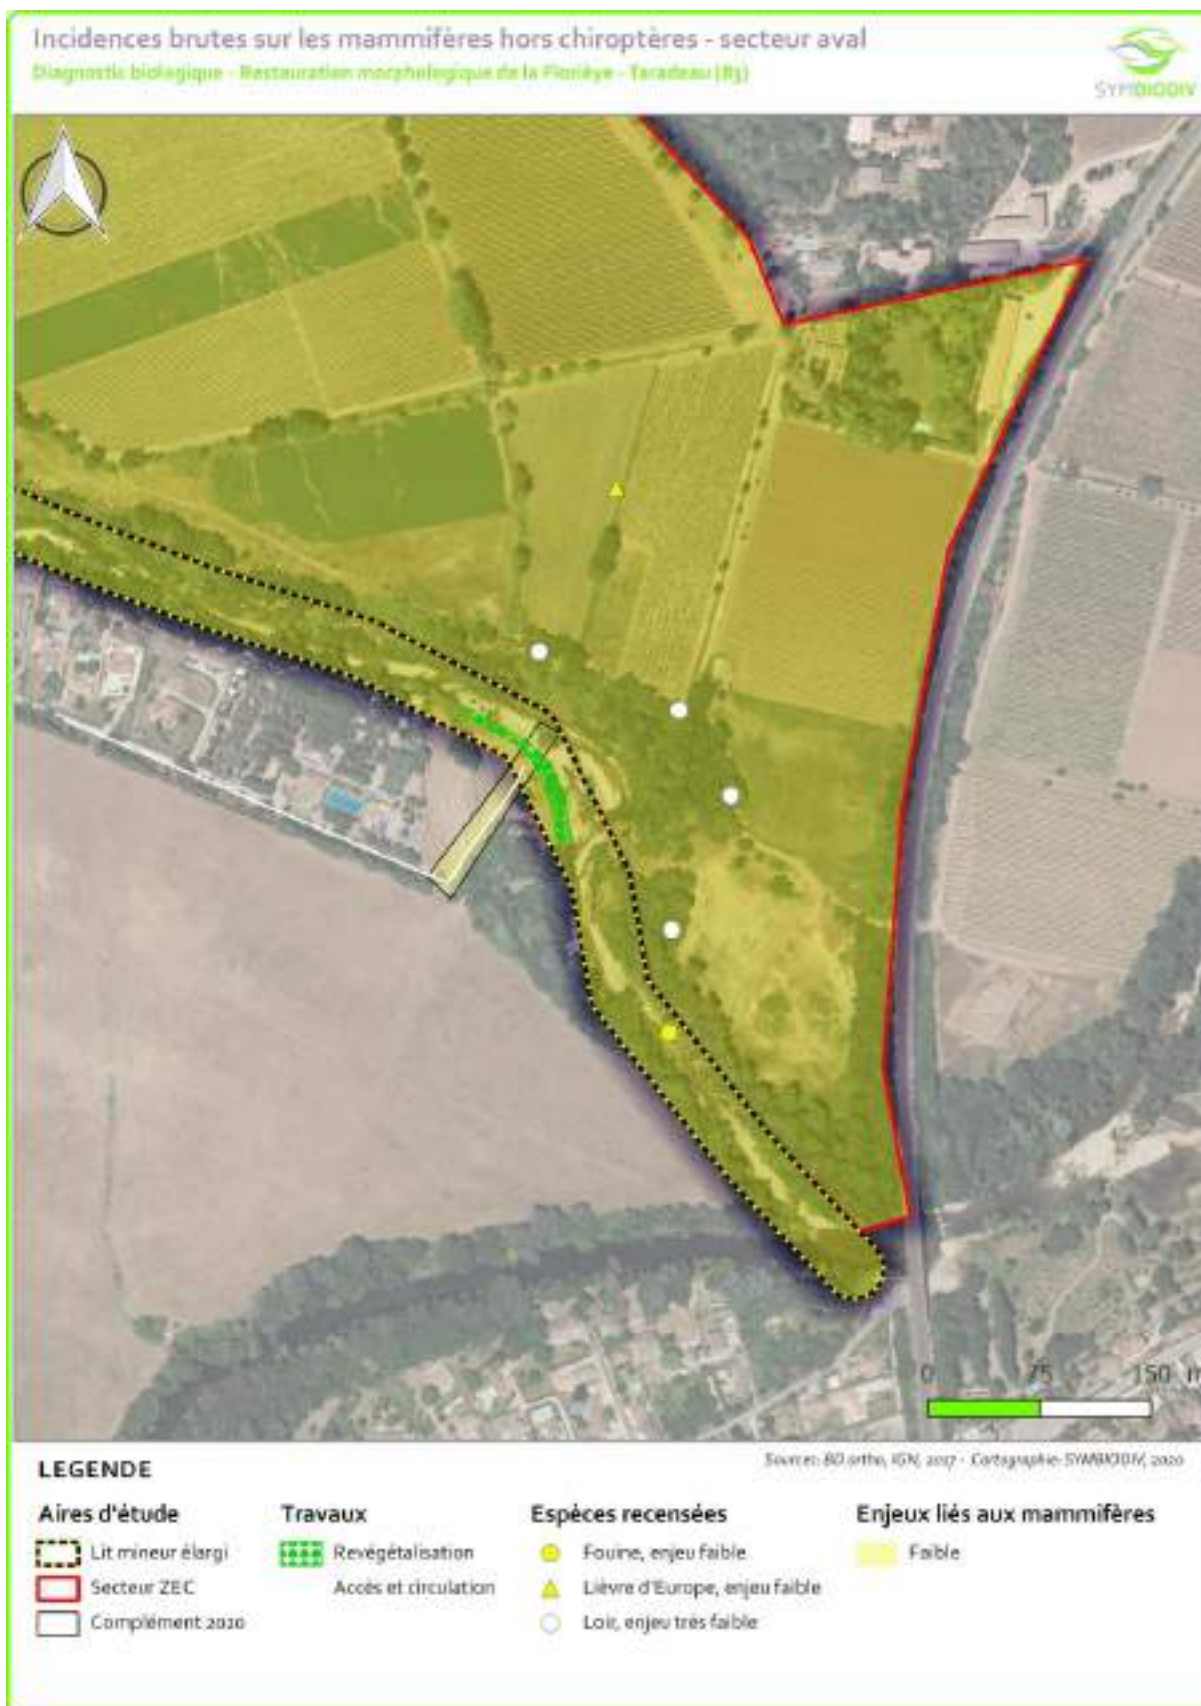 Incidences brutes sur les mammifères hors chiroptères - secteur aval
Diagnostic biologique - Restauration morphologique de la Florièye - Taradeau (83)
SYMBIODIV
0 75 150 m
Sources: BD ortho, IGN, 2017 - Cartographie: SYMBIODIV, 2020
LEGENDE
Aires d'étude
Lit mineur élargi
Secteur ZEC
Complément 2020
Travaux
Revégétalisation
Accès et circulation
Espèces recensées
Fouine, enjeu faible
Lièvre d'Europe, enjeu faible
Loir, enjeu très faible
Enjeux liés aux mammifères
Faible